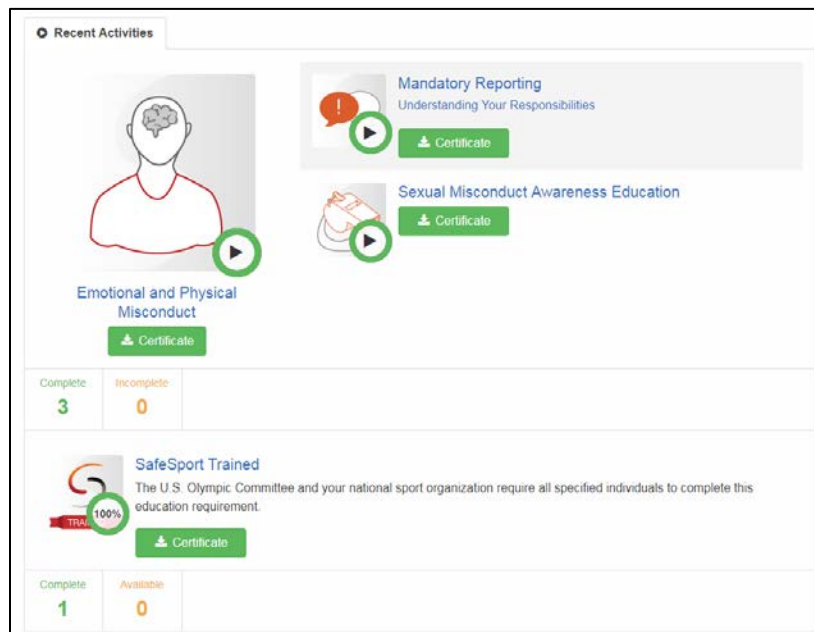 Recent Activities
Mandatory Reporting
Understanding Your Responsibilities
Certificate
Sexual Misconduct Awareness Education
Certificate
Emotional and Physical
Misconduct
Certificate
Complete
3
Incomplete
0
SafeSport Trained
The U.S. Olympic Committee and your national sport organization require all specified individuals to complete this
education requirement.
100%
Certificate
Complete
1
Available
0